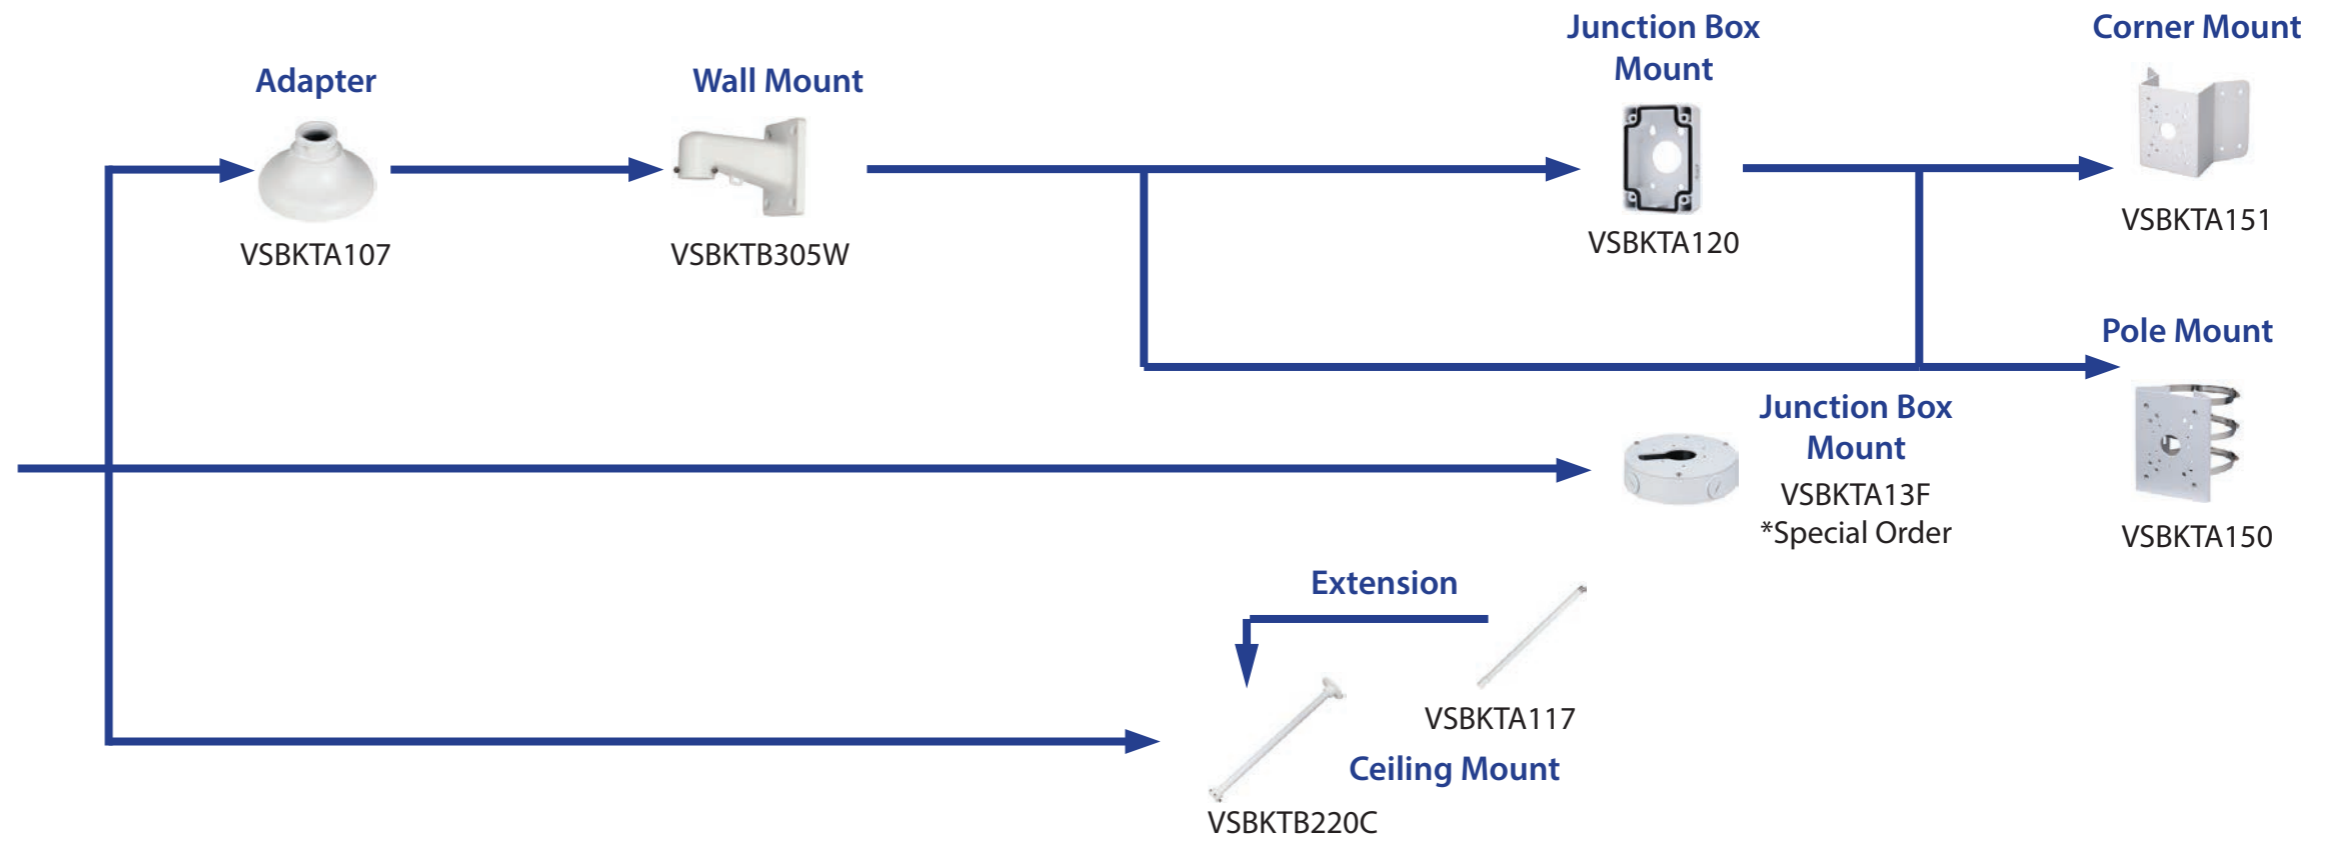 Adapter
VSBKTA107
Wall Mount
VSBKTB305W
Junction Box
Mount
VSBKTA120
Corner Mount
VSBKTA151
Pole Mount
VSBKTA150
Junction Box
Mount
VSBKTA13F
*Special Order
Extension
VSBKTA117
Ceiling Mount
VSBKTB220C